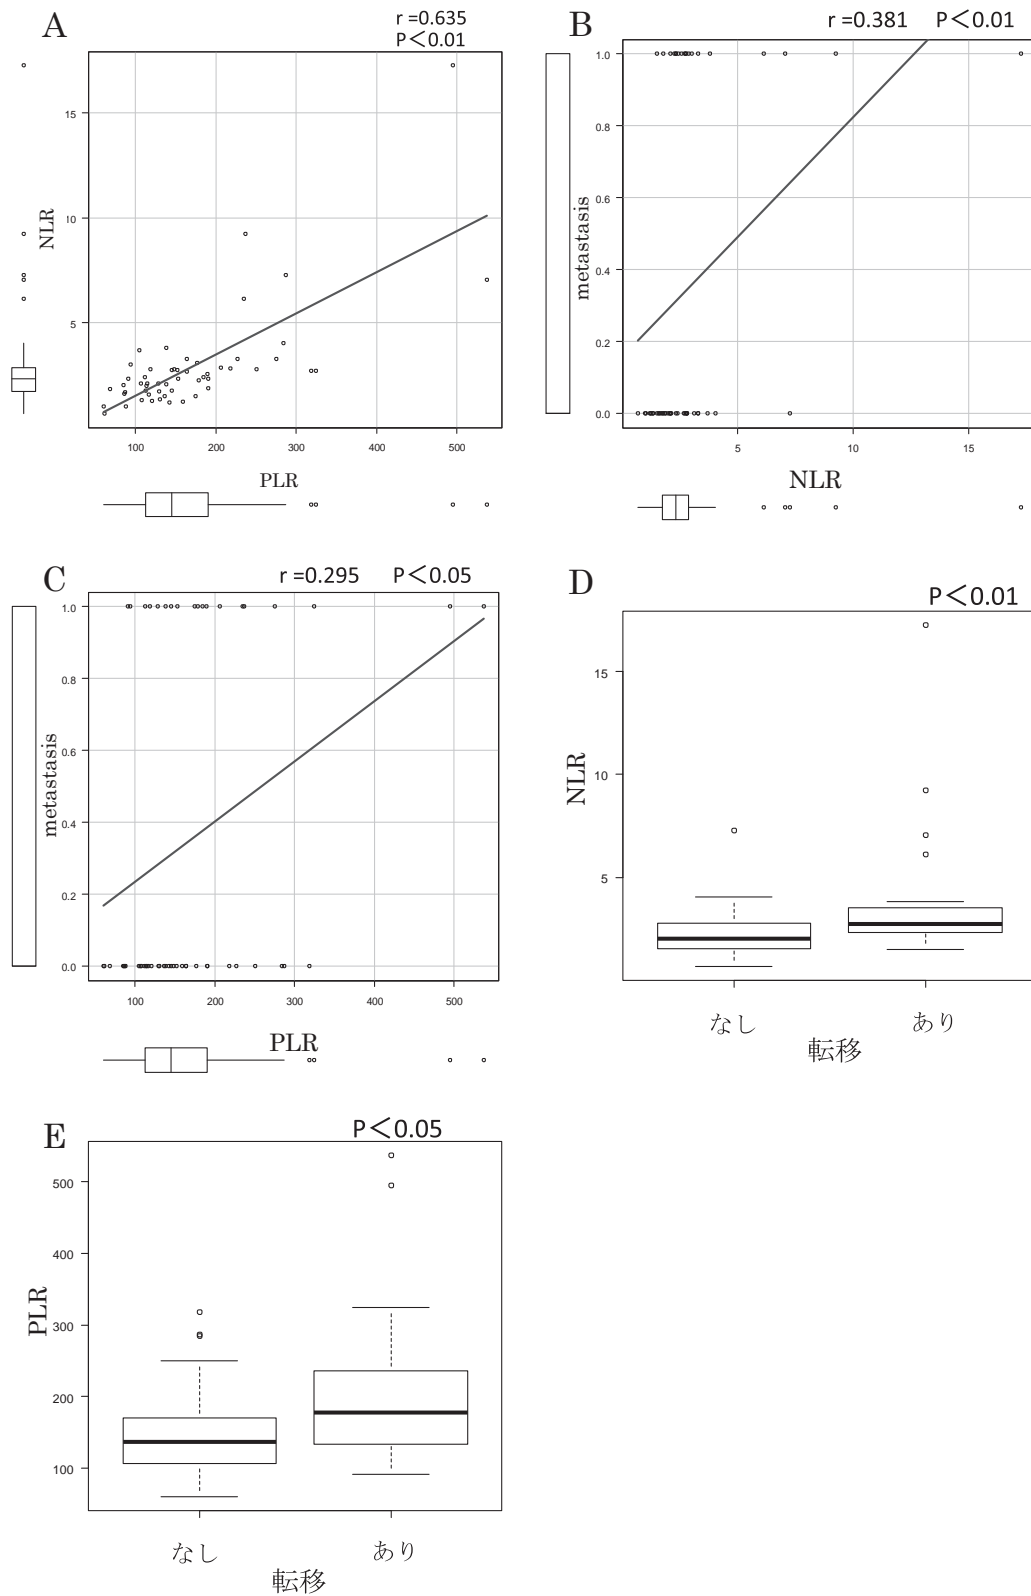 A
r =0.635
P＜0.01
15
10
5
NLR
100 200 300 400 500
PLR
B
r =0.381 P＜0.01
1.0
0.8
0.6
0.4
0.2
0.0
metastasis
5 10 15
NLR
C
r =0.295 P＜0.05
1.0
0.8
0.6
0.4
0.2
0.0
metastasis
100 200 300 400 500
PLR
D
P＜0.01
15
10
5
NLR
なし あり
転移
E
P＜0.05
500
400
300
200
100
PLR
なし あり
転移